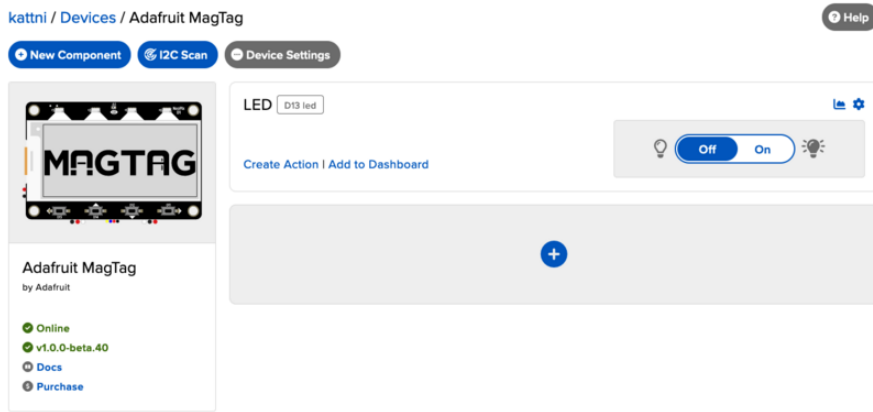 kattni / Devices / Adafruit MagTag
Help
New Component
I2C Scan
Device Settings
MAGTAG
LED D13 led
Create Action | Add to Dashboard
Off On
Adafruit MagTag
by Adafruit
Online
v1.0.0-beta.40
Docs
Purchase